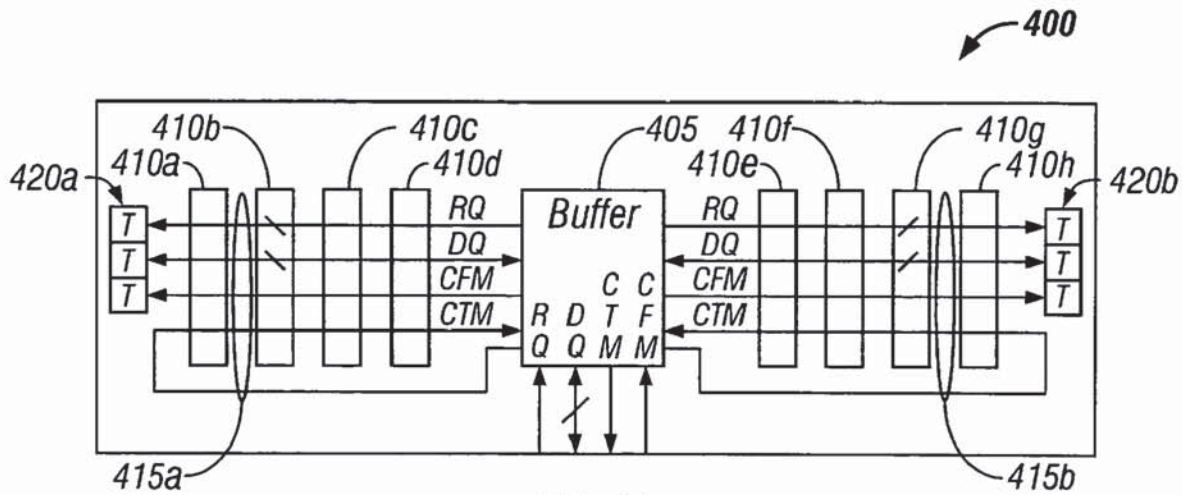 400
410b 410c 405 410f 410g
410a 410d 410e 410h
420a 420b
Buffer
T RQ RQ T
T DQ DQ T
T CFM CFM T
CTM CTM
R D C C
Q Q T F
M M
415a 415b